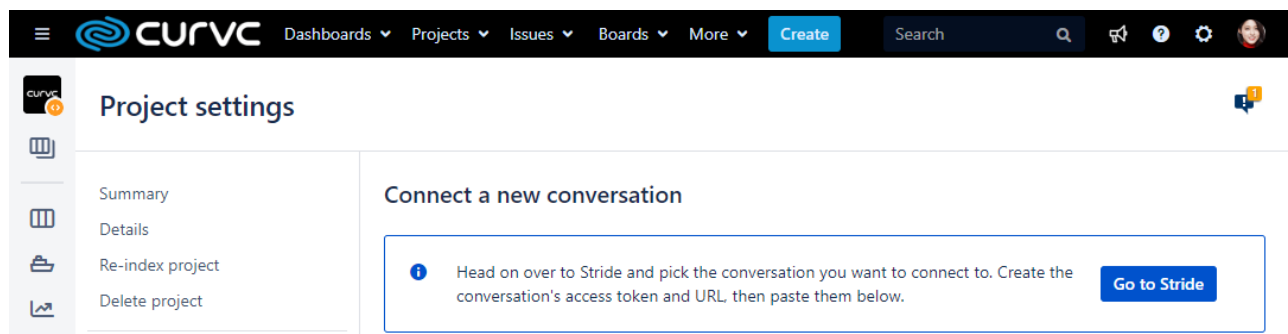 curvc Dashboards Projects Issues Boards More Create Search
curvc
Project settings
1
Summary
Details
Re-index project
Delete project
Connect a new conversation
Head on over to Stride and pick the conversation you want to connect to. Create the
conversation's access token and URL, then paste them below.
Go to Stride